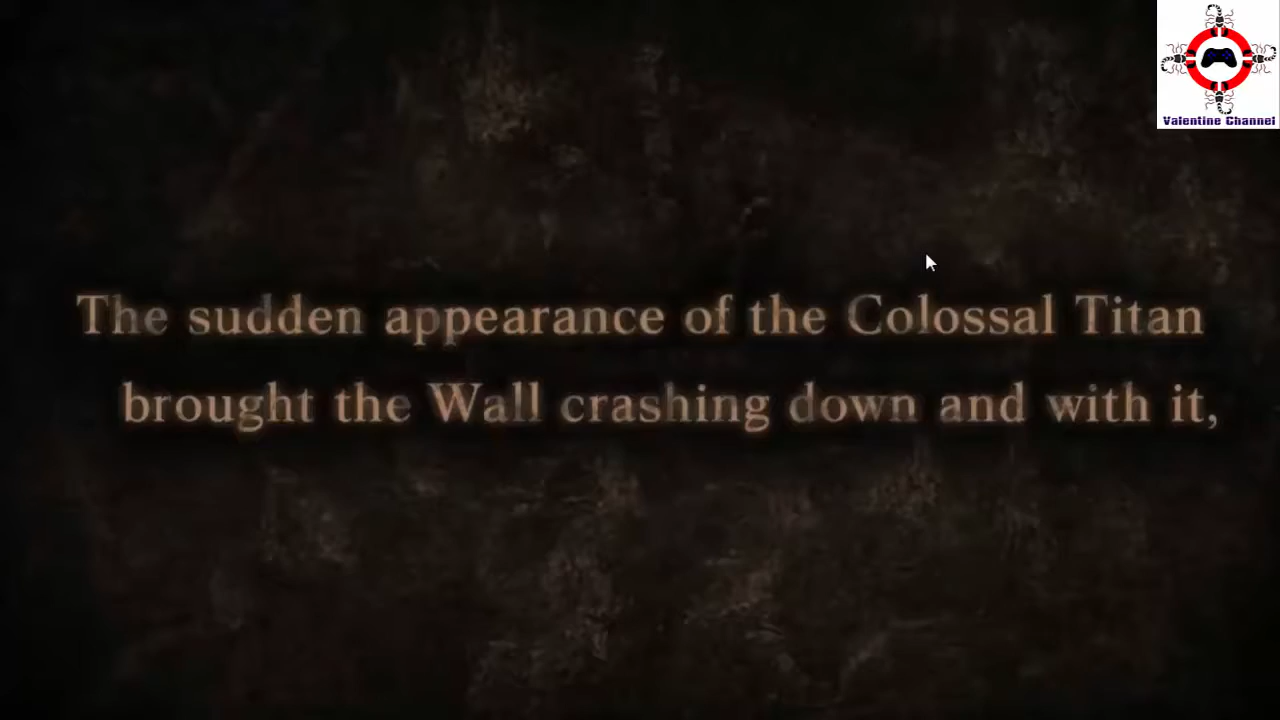 Valentine Channel
The sudden appearance of the Colossal Titan
brought the Wall crashing down and with it,